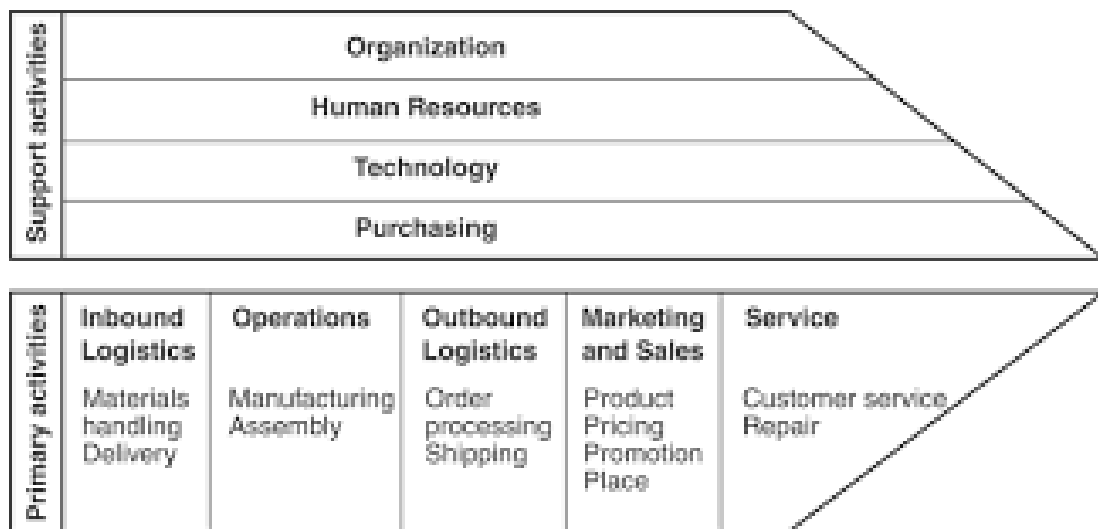 Support activities
Organization
Human Resources
Technology
Purchasing
Primary activities
Inbound
Logistics
Materials
handling
Delivery
Operations
Manufacturing
Assembly
Outbound
Logistics
Order
processing
Shipping
Marketing
and Sales
Product
Pricing
Promotion
Place
Service
Customer service
Repair